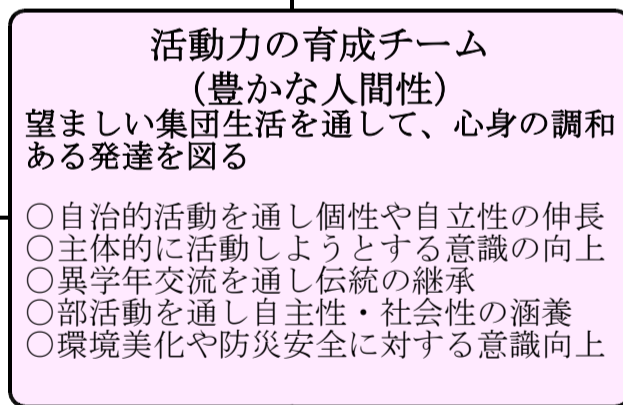 活動力の育成チーム
(豊かな人間性)
望ましい集団生活を通して、心身の調和
ある発達を図る
○自治的活動を通し個性や自立性の伸長
○主体的に活動しようとする意識の向上
○異学年交流を通し伝統の継承
○部活動を通し自主性・社会性の涵養
○環境美化や防災安全に対する意識向上